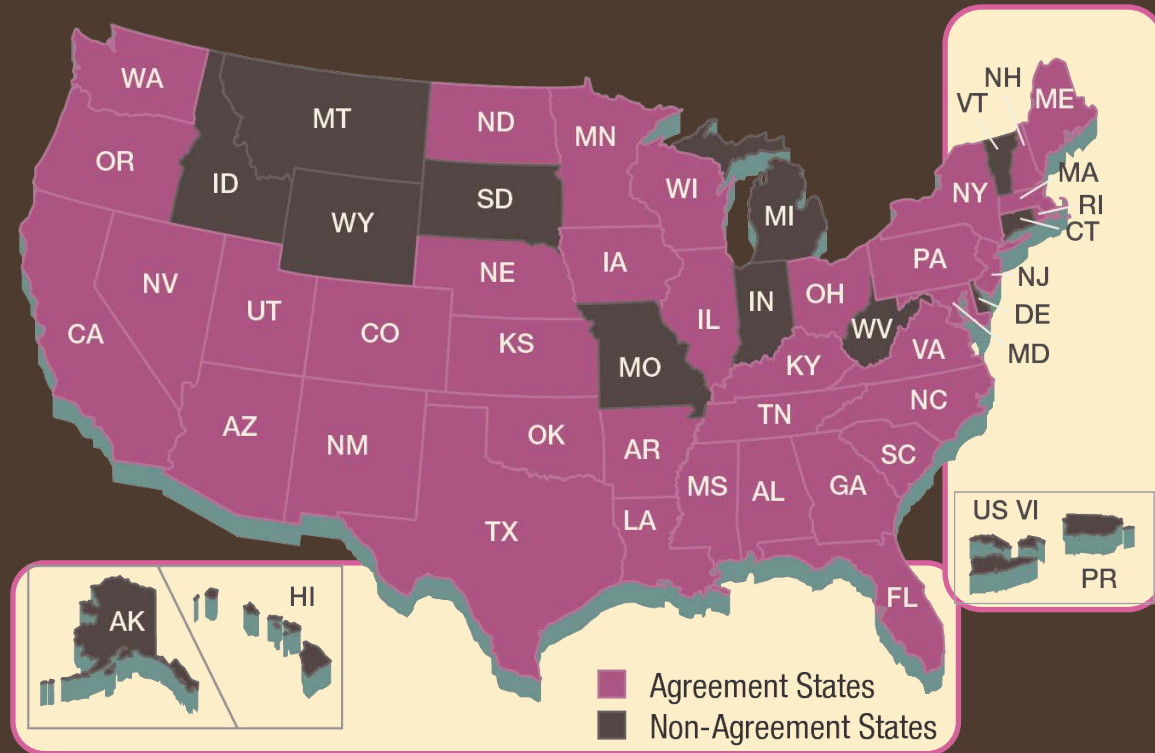 WA
MT
ND
MN
OR
ID
SD
WI
WY
MI
NH
VT
ME
MA
NY
RI
CT
PA
NJ
DE
MD
NV
UT
NE
IA
CA
CO
KS
IL
IN
OH
WV
VA
MO
KY
NC
AZ
NM
OK
TN
AR
SC
MS
AL
GA
TX
LA
FL
US VI
PR
AK
HI
Agreement States
Non-Agreement States